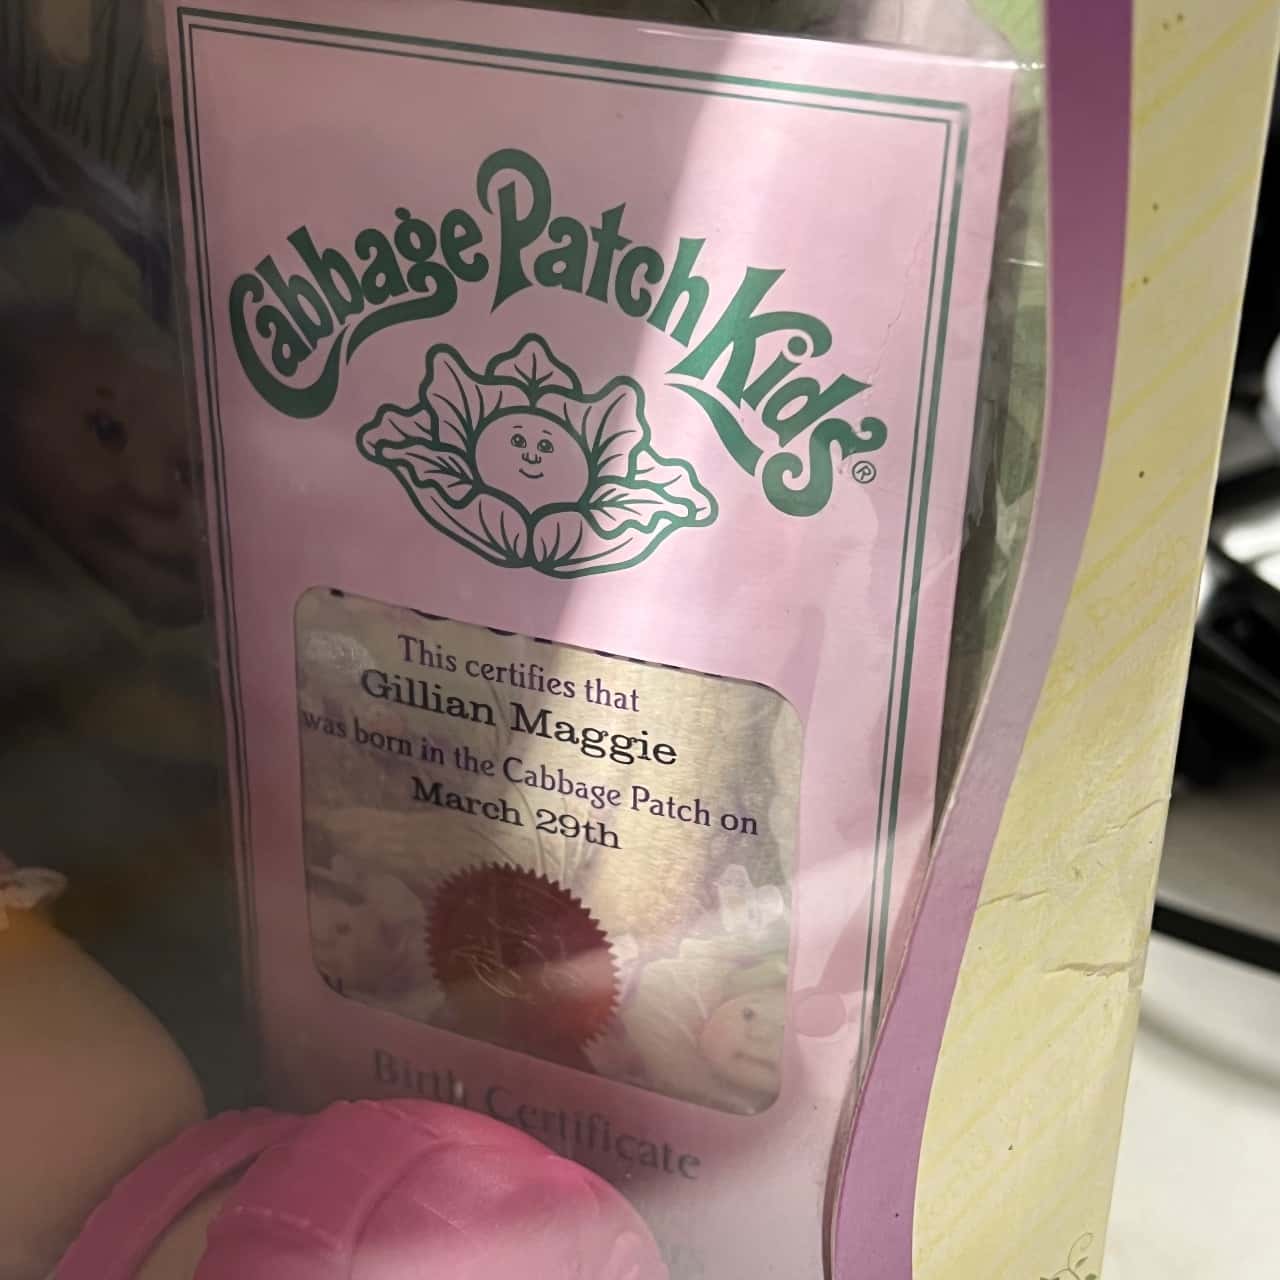 Cabbage Patch Kids®
This certifies that
Gillian Maggie
was born in the Cabbage Patch on
March 29th
Birth Certificate